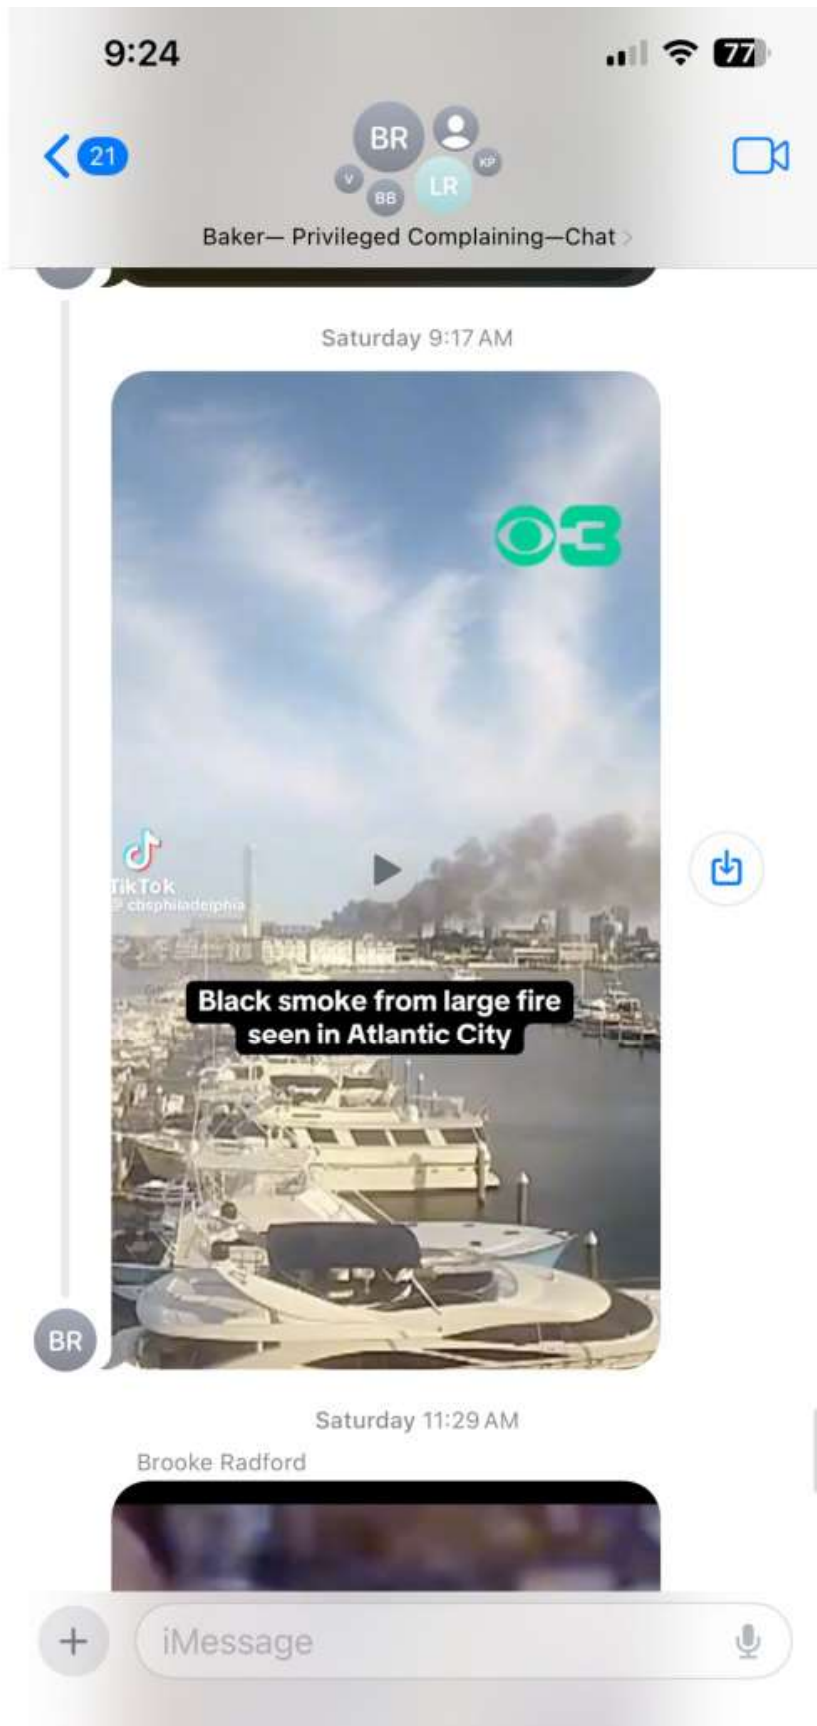 9:24
77
21
BR
V
BB
LR
KP
Baker— Privileged Complaining—Chat
Saturday 9:17 AM
3
TikTok
@ cbsphiladelphia
Black smoke from large fire
seen in Atlantic City
BR
Saturday 11:29 AM
Brooke Radford
iMessage